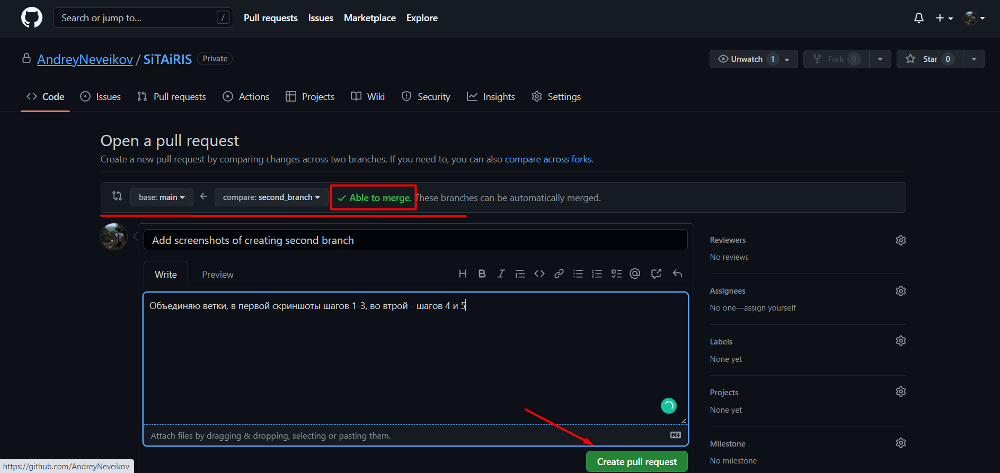 Search or jump to... /
Pull requests Issues Marketplace Explore
AndreyNeveikov / SiTAiRIS Private
Unwatch 1 Fork 0 Star 0
Code Issues Pull requests Actions Projects Wiki Security Insights Settings
Open a pull request
Create a new pull request by comparing changes across two branches. If you need to, you can also compare across forks.
base: main compare: second_branch Able to merge. These branches can be automatically merged.
Add screenshots of creating second branch
Write Preview
Объединяю ветки, в первой скриншоты шагов 1-3, во втрой - шагов 4 и 5
Attach files by dragging & dropping, selecting or pasting them.
Create pull request
Reviewers
No reviews
Assignees
No one—assign yourself
Labels
None yet
Projects
None yet
Milestone
No milestone
https://github.com/AndreyNeveikov